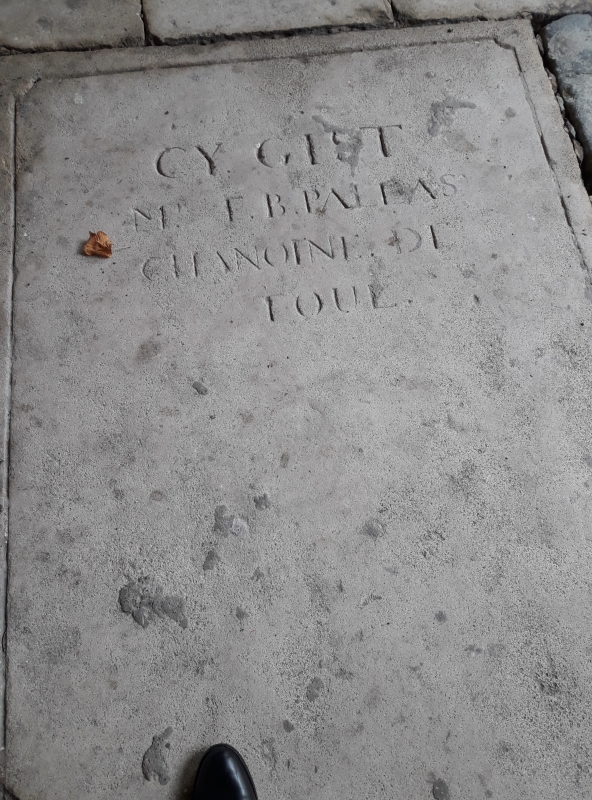 CY GIST
Mr F.B. PALLAS
CHANOINE DE
TOUL.